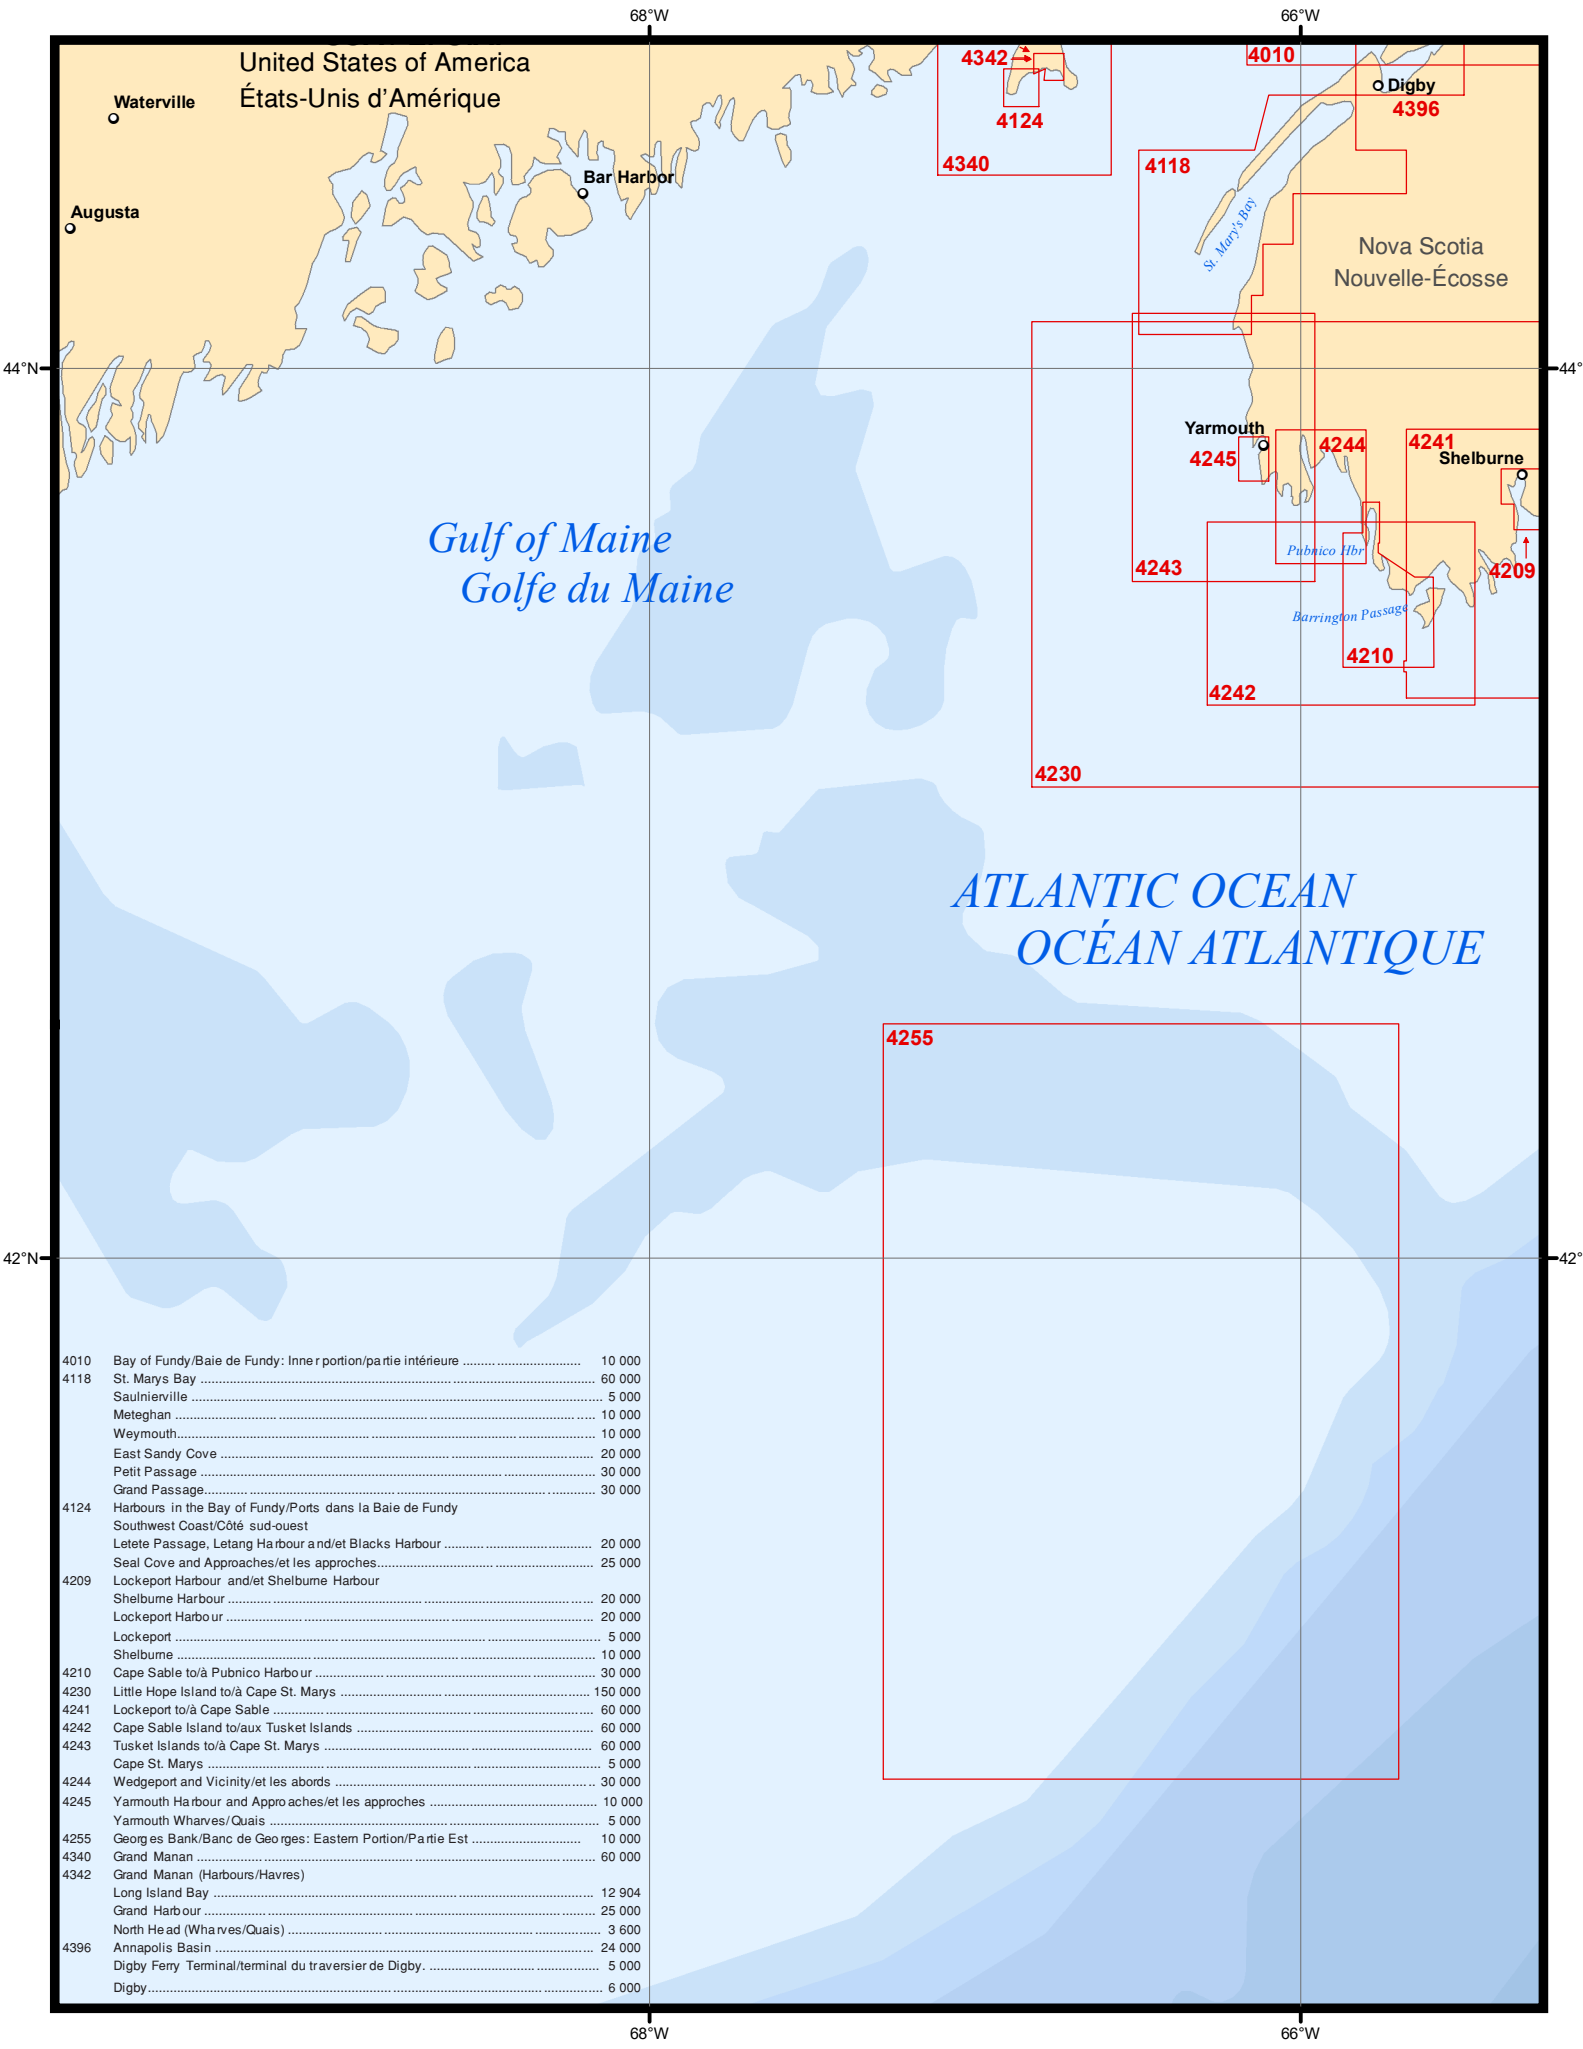 68°W 66°W
United States of America
États-Unis d'Amérique
Waterville
Augusta
Bar Harbor
4342
4124
4340
4010
Digby
4396
4118
St. Mary's Bay
Nova Scotia
Nouvelle-Écosse
44°N 44°
Yarmouth
4245
4244
4241
Shelburne
4209
Gulf of Maine
Golfe du Maine
Pubnico Hbr
4243
Barrington Passage
4210
4242
4230
ATLANTIC OCEAN
OCÉAN ATLANTIQUE
4255
42°N 42°
4010 Bay of Fundy/Baie de Fundy: Inner portion/partie intérieure 10 000
4118 St. Marys Bay 60 000
Saulnierville 5 000
Meteghan 10 000
Weymouth 10 000
East Sandy Cove 20 000
Petit Passage 30 000
Grand Passage 30 000
4124 Harbours in the Bay of Fundy/Ports dans la Baie de Fundy
Southwest Coast/Côté sud-ouest
Letete Passage, Letang Harbour and/et Blacks Harbour 20 000
Seal Cove and Approaches/et les approches 25 000
4209 Lockeport Harbour and/et Shelburne Harbour
Shelburne Harbour 20 000
Lockeport Harbour 20 000
Lockeport 5 000
Shelburne 10 000
4210 Cape Sable to/à Pubnico Harbour 30 000
4230 Little Hope Island to/à Cape St. Marys 150 000
4241 Lockeport to/à Cape Sable 60 000
4242 Cape Sable Island to/aux Tusket Islands 60 000
4243 Tusket Islands to/à Cape St. Marys 60 000
Cape St. Marys 5 000
4244 Wedgeport and Vicinity/et les abords 30 000
4245 Yarmouth Harbour and Approaches/et les approches 10 000
Yarmouth Wharves/Quais 5 000
4255 Georges Bank/Banc de Georges: Eastern Portion/Partie Est 10 000
4340 Grand Manan 60 000
4342 Grand Manan (Harbours/Havres)
Long Island Bay 12 904
Grand Harbour 25 000
North Head (Wharves/Quais) 3 600
4396 Annapolis Basin 24 000
Digby Ferry Terminal/terminal du traversier de Digby. 5 000
Digby 6 000
68°W 66°W